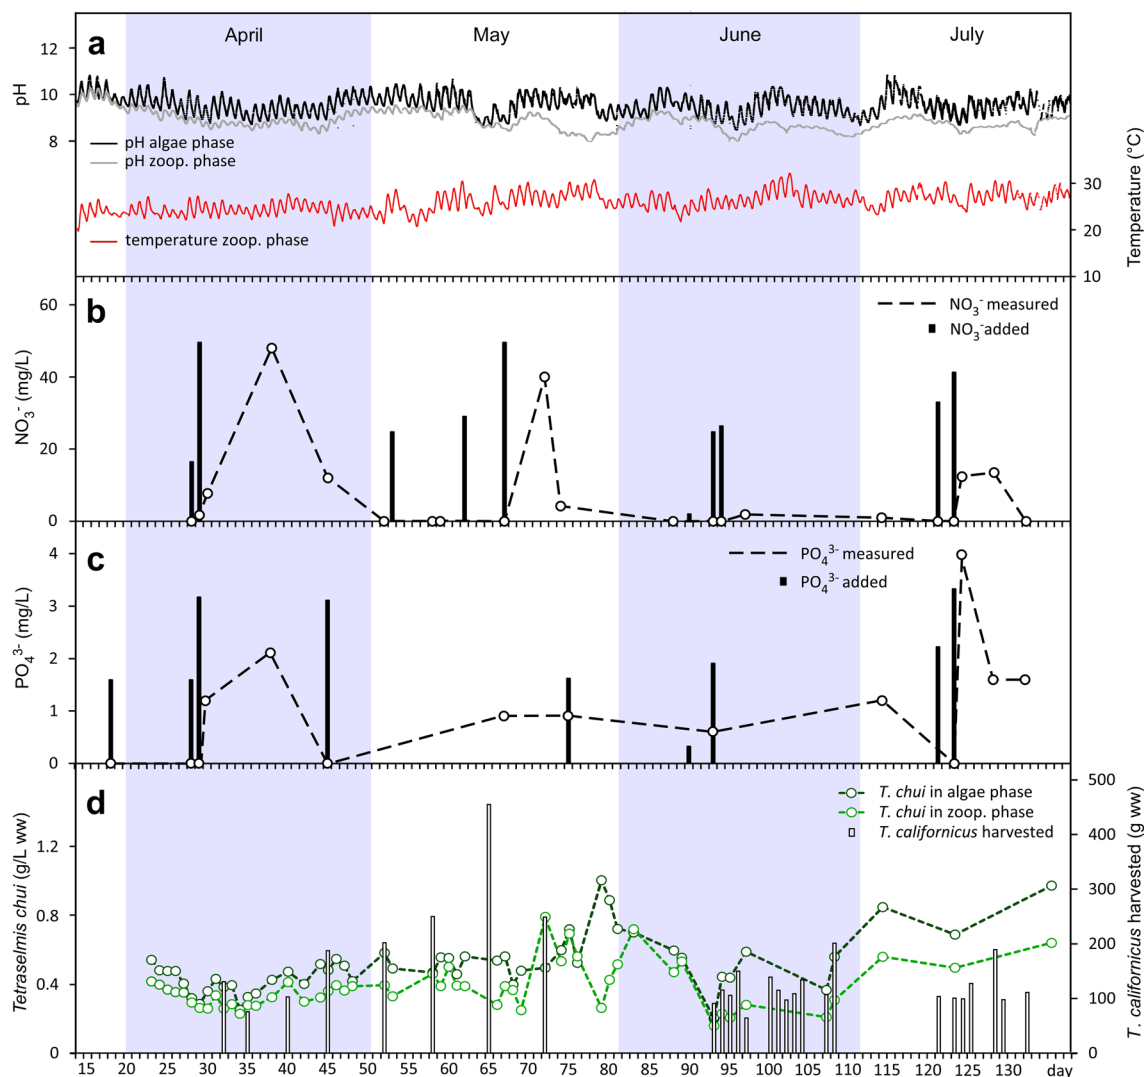 April May June July
a
12
10
8
pH
pH algae phase
pH zoop. phase
temperature zoop. phase
30
20
10
Temperature (°C)
b
60
40
20
0
NO₃⁻ (mg/L)
NO₃⁻ measured
NO₃⁻ added
c
4
3
2
1
0
PO₄³⁻ (mg/L)
PO₄³⁻ measured
PO₄³⁻ added
d
1.2
0.8
0.4
0
Tetraselmis chui (g/L ww)
T. chui in algae phase
T. chui in zoop. phase
T. californicus harvested
500
400
300
200
100
0
T. californicus harvested (g ww)
15 20 25 30 35 40 45 50 55 60 65 70 75 80 85 90 95 100 105 110 115 120 125 130 day